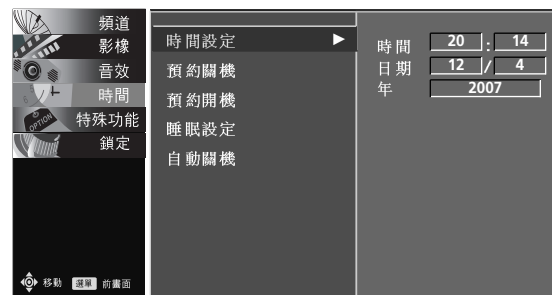 頻道
影像
音效
時間
特殊功能
OPTION
鎖定
移動 選單 前畫面
時間設定 ▶
預約關機
預約開機
睡眠設定
自動關機
時間 20 : 14
日期 12 / 4
年 2007